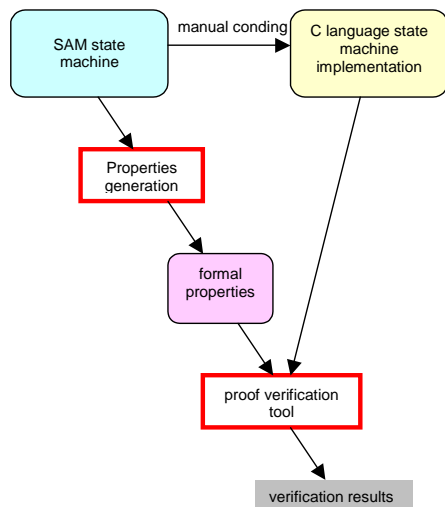 manual conding
SAM state
machine
C language state
machine
implementation
Properties
generation
formal
properties
proof verification
tool
verification results